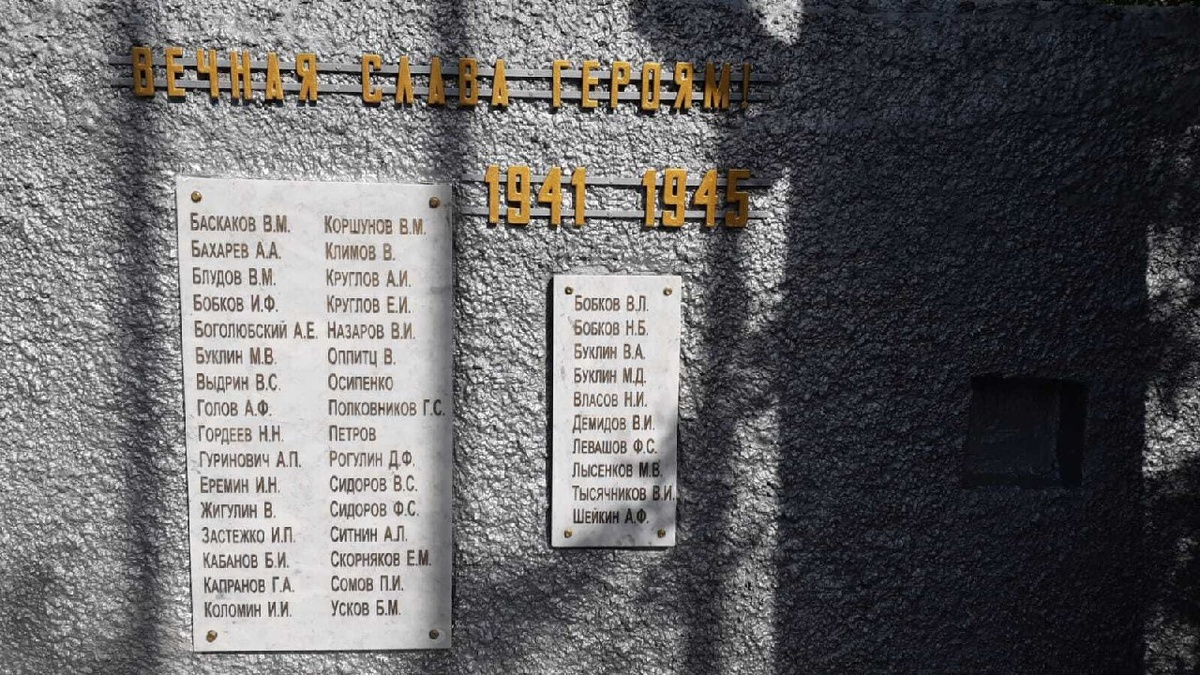 ВЕЧНАЯ СЛАВА ГЕРОЯМ!
1941 1945
БАСКАКОВ В.М.
БАХАРЕВ А.А.
БЛУДОВ В.М.
БОБКОВ И.Ф.
БОГОЛЮБСКИЙ А.Е.
БУКЛИН М.В.
ВЫДРИН В.С.
ГОЛОВ А.Ф.
ГОРДЕЕВ Н.Н.
ГУРИНОВИЧ А.П.
ЕРЕМИН И.Н.
ЖИГУЛИН В.
ЗАСТЕЖКО И.П.
КАБАНОВ Б.И.
КАПРАНОВ Г.А.
КОЛОМИН И.И.
КОРШУНОВ В.М.
КЛИМОВ В.
КРУГЛОВ А.И.
КРУГЛОВ Е.И.
НАЗАРОВ В.И.
ОППИТЦ В.
ОСИПЕНКО
ПОЛКОВНИКОВ Г.С.
ПЕТРОВ
РОГУЛИН Д.Ф.
СИДОРОВ В.С.
СИДОРОВ Ф.С.
СИТНИН А.Л.
СКОРНЯКОВ Е.М.
СОМОВ П.И.
УСКОВ Б.М.
БОБКОВ В.Л.
БОБКОВ Н.Б.
БУКЛИН В.А.
БУКЛИН М.Д.
ВЛАСОВ Н.И.
ДЕМИДОВ В.И.
ЛЕВАШОВ Ф.С.
ЛЫСЕНКОВ М.В.
ТЫСЯЧНИКОВ В.И.
ШЕЙКИН А.Ф.